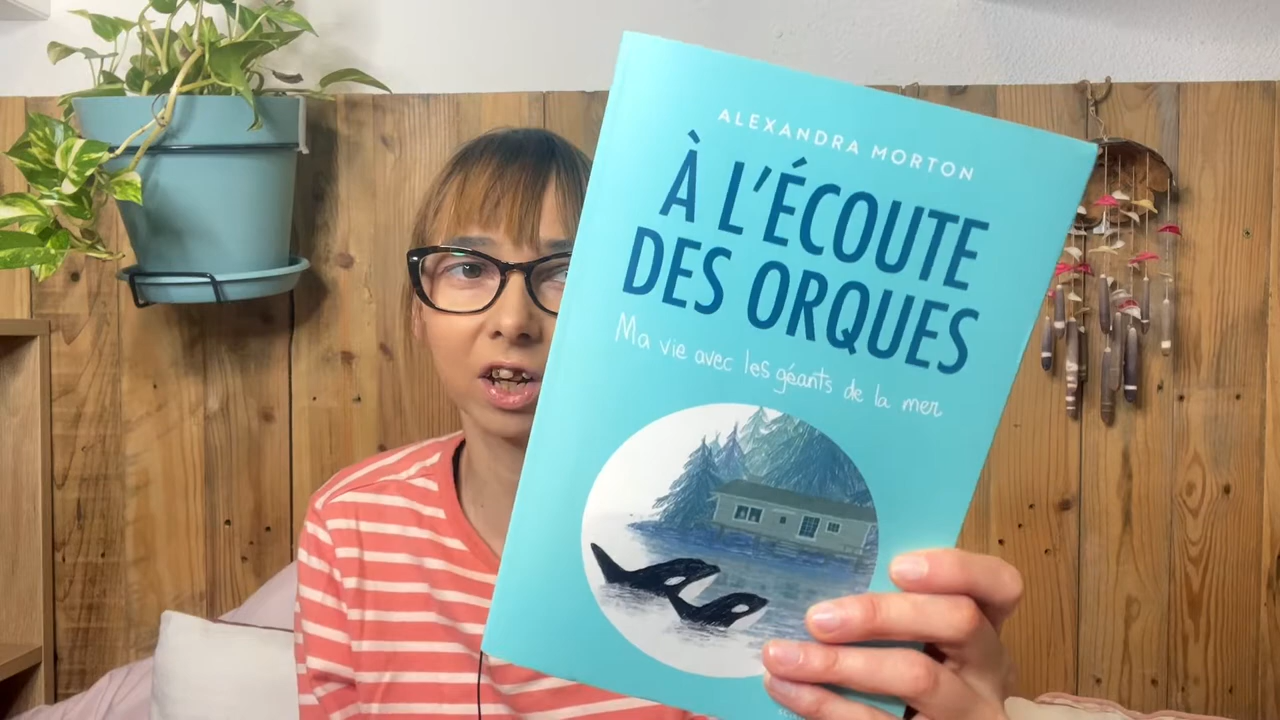 ALEXANDRA MORTON
À L'ÉCOUTE
DES ORQUES
Ma vie avec les géants de la mer